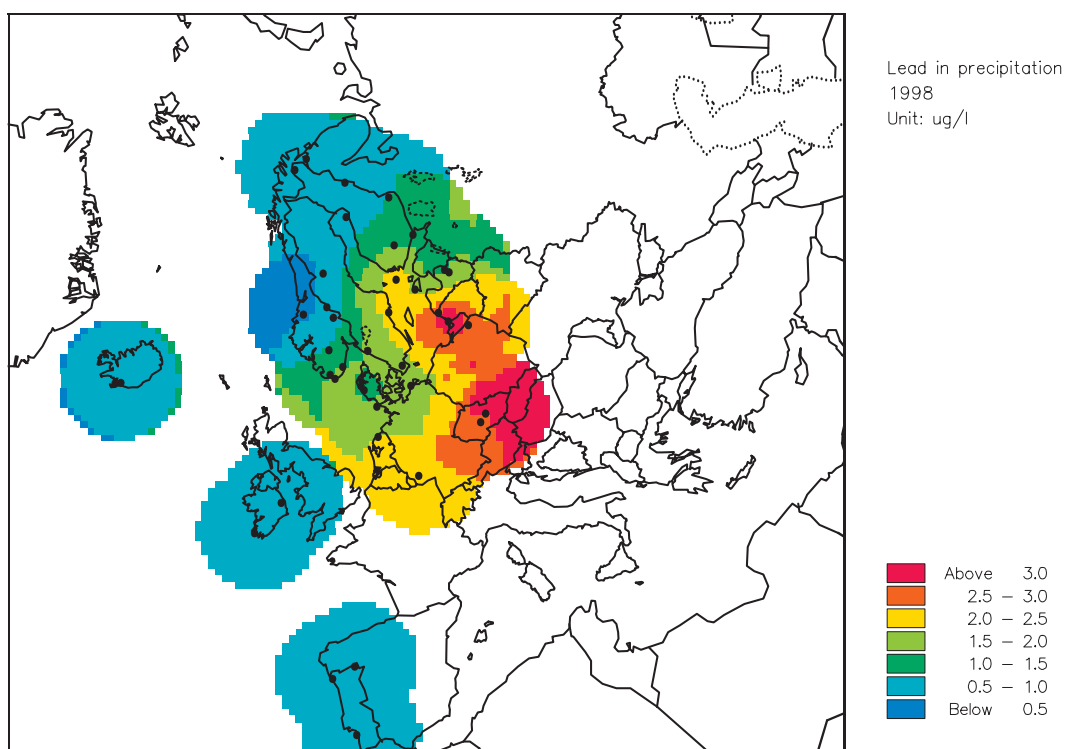 Lead in precipitation
1998
Unit: ug/l
Above 3.0
2.5 – 3.0
2.0 – 2.5
1.5 – 2.0
1.0 – 1.5
0.5 – 1.0
Below 0.5